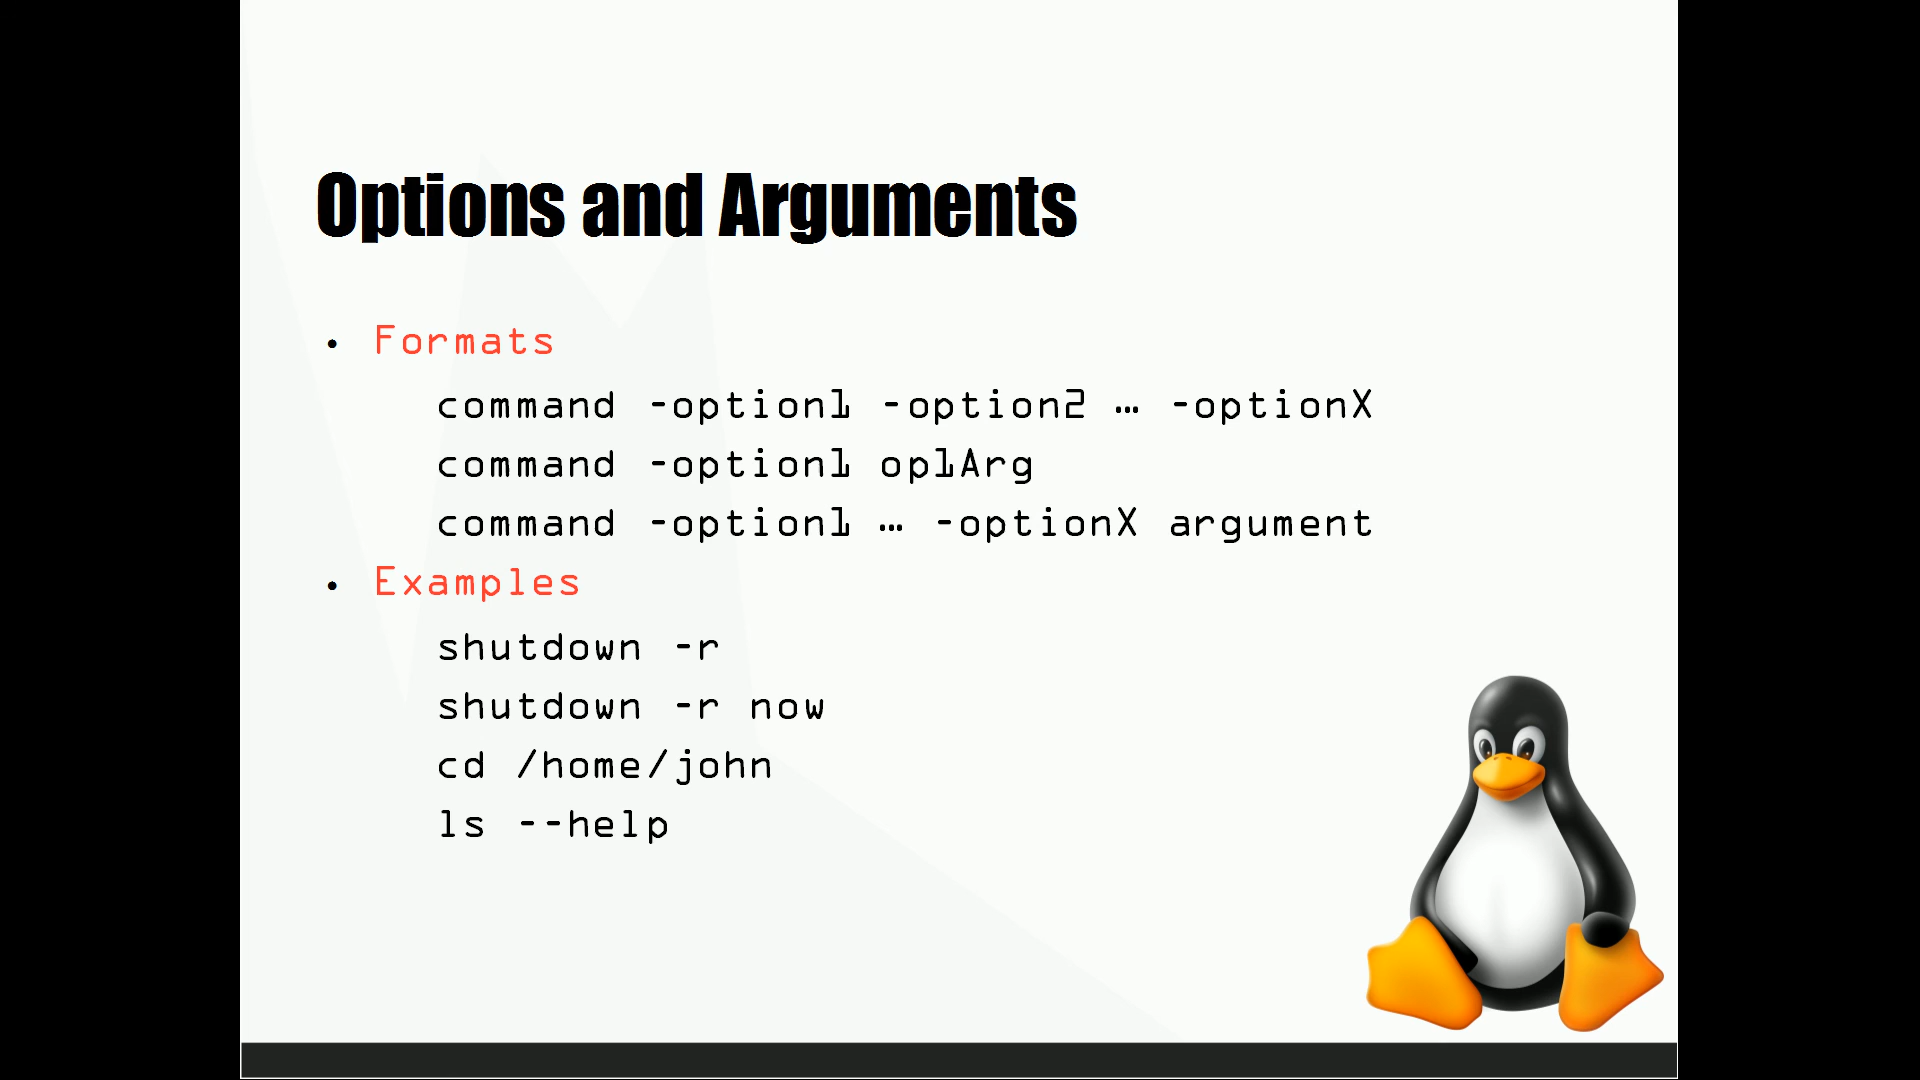 Options and Arguments
• Formats
command -option1 -option2 … -optionX
command -option1 op1Arg
command -option1 … -optionX argument
• Examples
shutdown -r
shutdown -r now
cd /home/john
ls --help